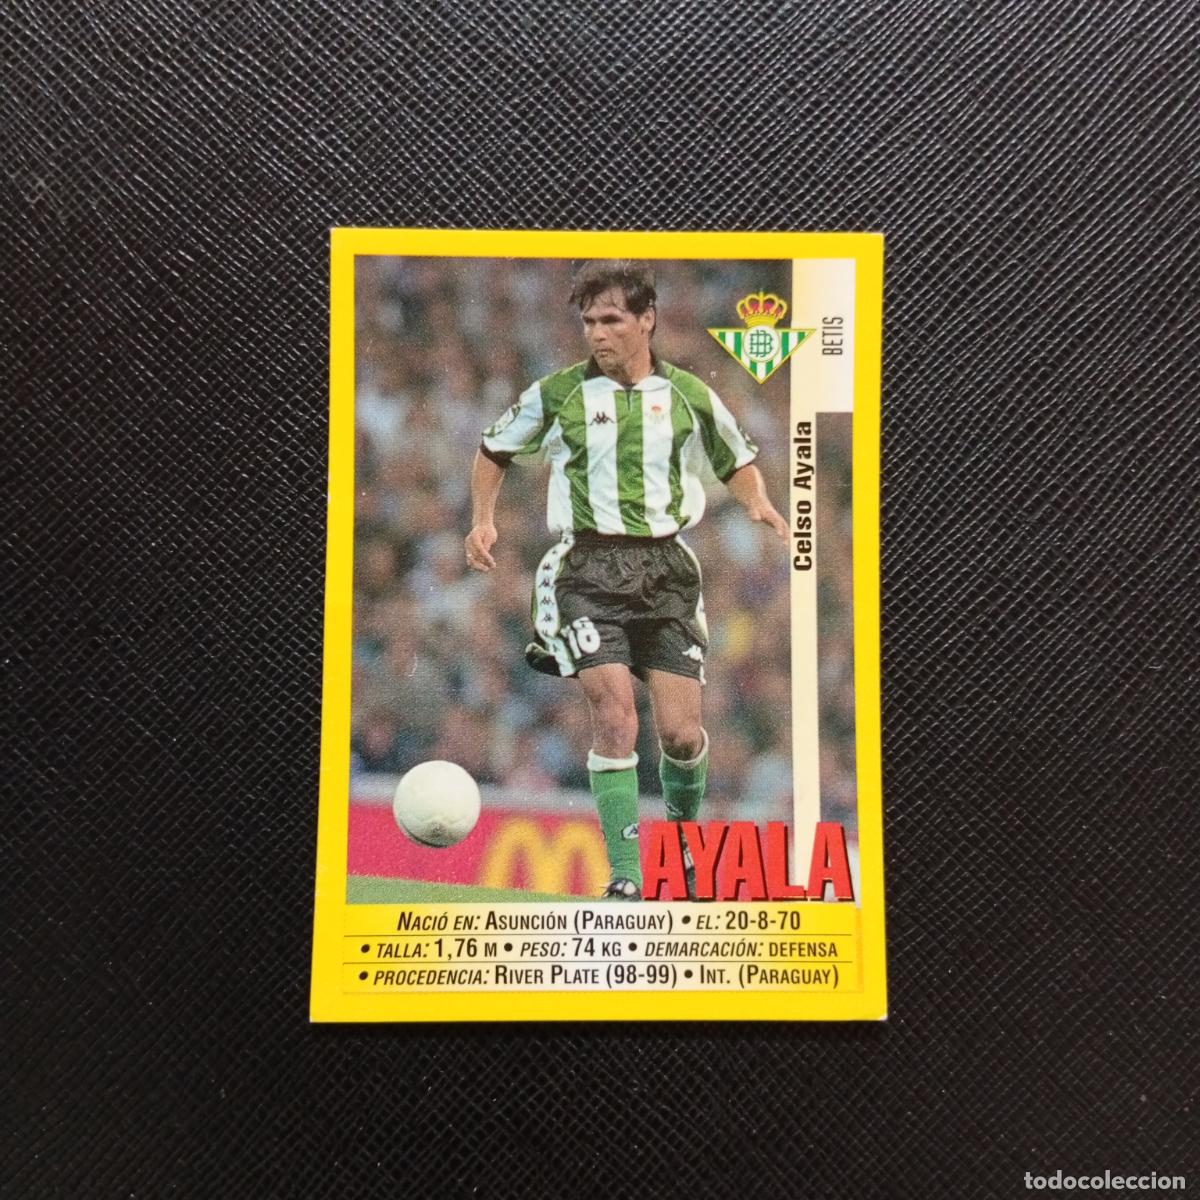 BETIS
Celso Ayala
16
AYALA
NACIÓ EN: ASUNCIÓN (PARAGUAY) • EL: 20-8-70
• TALLA: 1,76 M • PESO: 74 KG • DEMARCACIÓN: DEFENSA
• PROCEDENCIA: RIVER PLATE (98-99) • INT. (PARAGUAY)
todocoleccion